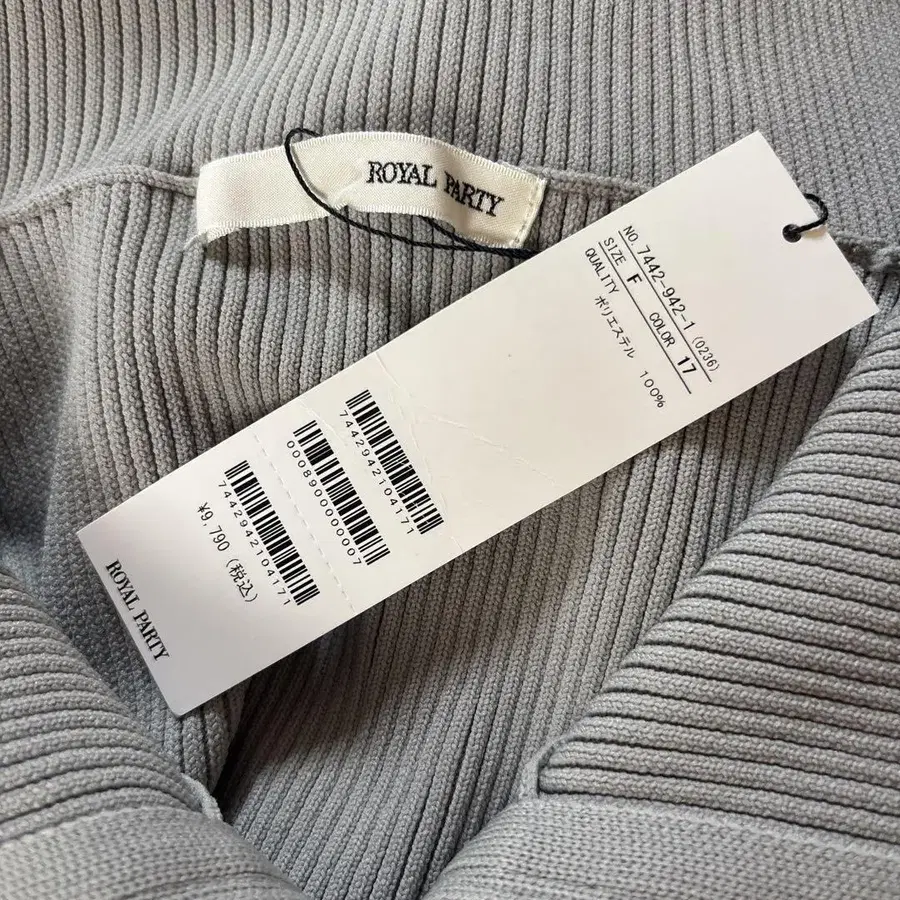 ROYAL PARTY
NO. 7442-942-1 (0236)
SIZE F COLOR 17
QUALITY
ポリエステル 100%
7442942104171
0008900000007
7442942104171
¥9,790 (税込)
ROYAL PARTY